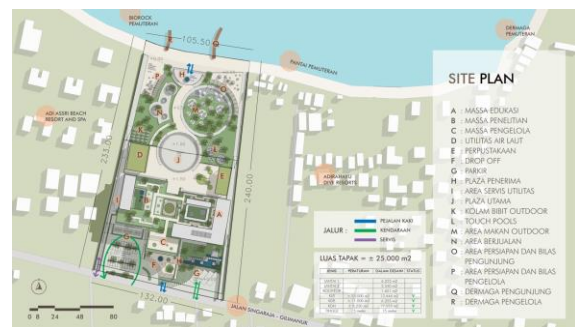 BIOROCK
PEMUTERAN
DERMAGA
PEMUTERAN
105.50
PANTAI PEMUTERAN
SITE PLAN
A : MASSA EDUKASI
B : MASSA PENELITIAN
C : MASSA PENGELOLA
D : UTILITAS AIR LAUT
E : PERPUSTAKAAN
F : DROP OFF
G : PARKIR
H : PLAZA PENERIMA
I : AREA SERVIS UTILITAS
J : PLAZA UTAMA
K : KOLAM BIBIT OUTDOOR
L : TOUCH POOLS
M : AREA MAKAN OUTDOOR
N : AREA BERJUALAN
O : AREA PERSIAPAN DAN BILAS
PENGUNJUNG
P : AREA PERSIAPAN DAN BILAS
PENGELOLA
Q : DERMAGA PENGUNJUNG
R : DERMAGA PENGELOLA
ADI ASSRI BEACH
RESORT AND SPA
233.00
240.00
DIVE RESORTS
JALUR :
PEJALAN KAKI
KENDARAAN
SERVIS
LUAS TAPAK = ± 25.000 m2
132.00
JALAN SINGARAJA - GILIMANUK
0 8 24 48 80